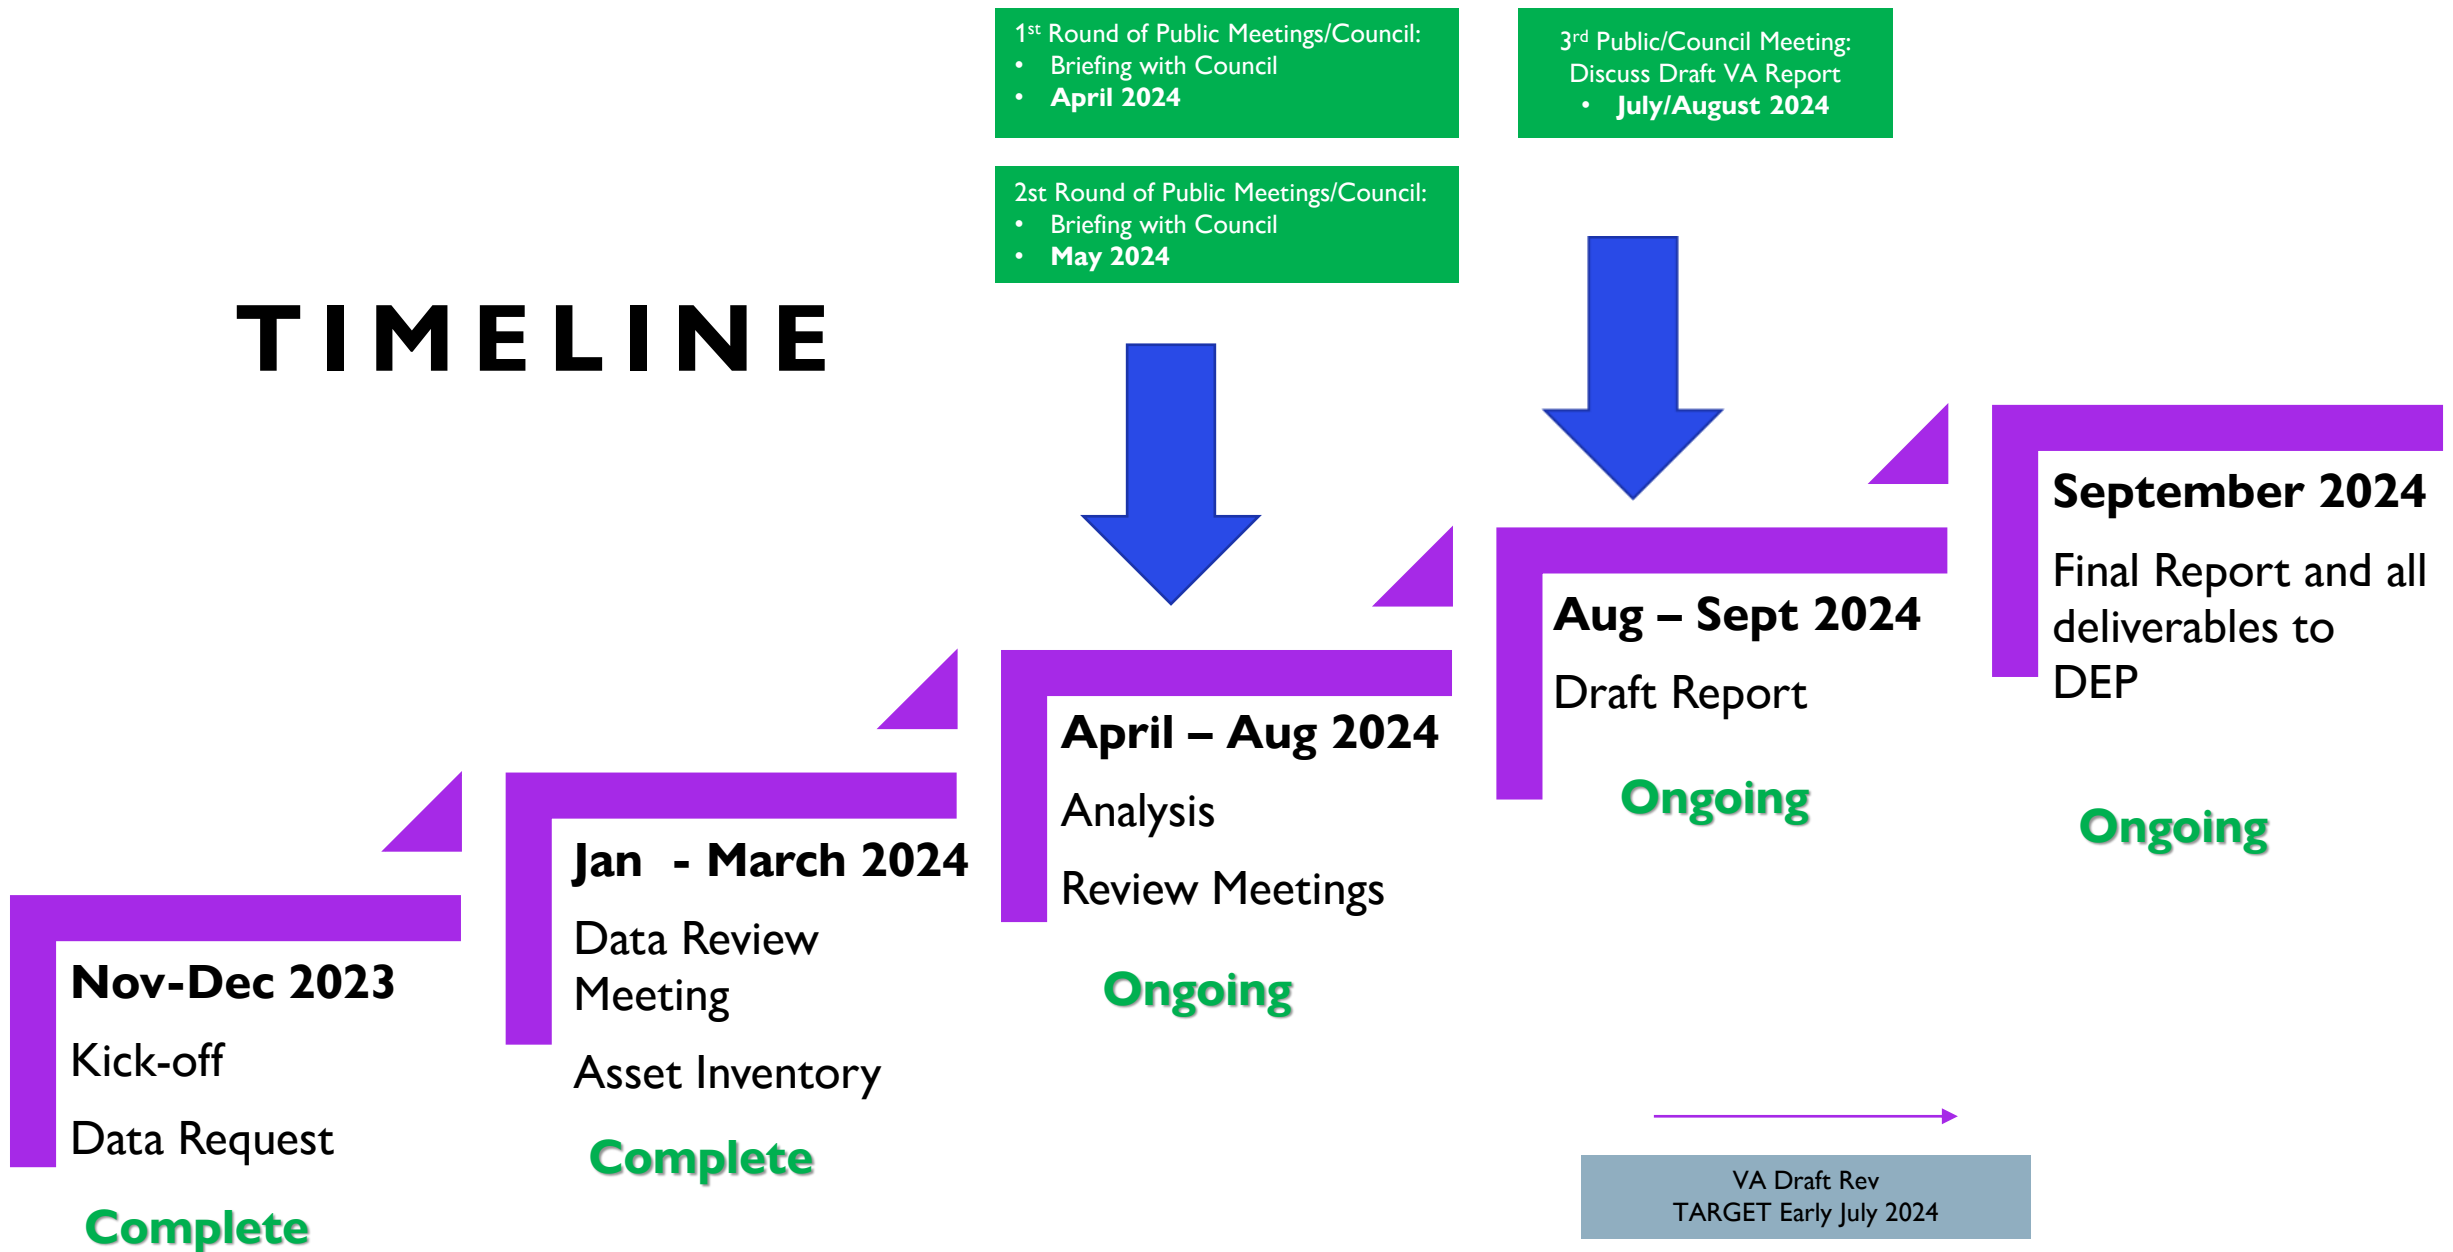 1st Round of Public Meetings/Council:
• Briefing with Council
• April 2024
2st Round of Public Meetings/Council:
• Briefing with Council
• May 2024
3rd Public/Council Meeting:
Discuss Draft VA Report
• July/August 2024
TIMELINE
Nov-Dec 2023
Kick-off
Data Request
Complete
Jan - March 2024
Data Review
Meeting
Asset Inventory
Complete
April – Aug 2024
Analysis
Review Meetings
Ongoing
Aug – Sept 2024
Draft Report
Ongoing
September 2024
Final Report and all
deliverables to
DEP
Ongoing
VA Draft Rev
TARGET Early July 2024